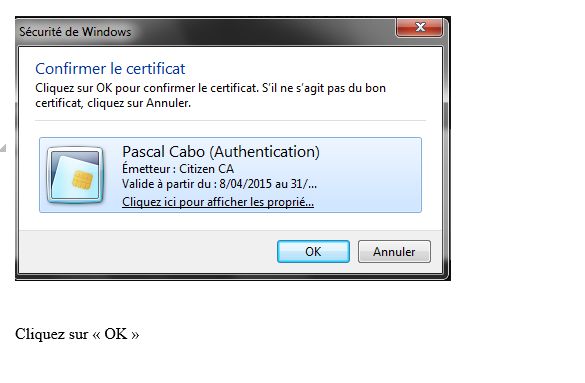 Sécurité de Windows
Confirmer le certificat
Cliquez sur OK pour confirmer le certificat. S'il ne s'agit pas du bon
certificat, cliquez sur Annuler.
Pascal Cabo (Authentication)
Émetteur : Citizen CA
Valide à partir du : 8/04/2015 au 31/...
Cliquez ici pour afficher les proprié...
OK
Annuler
Cliquez sur « OK »